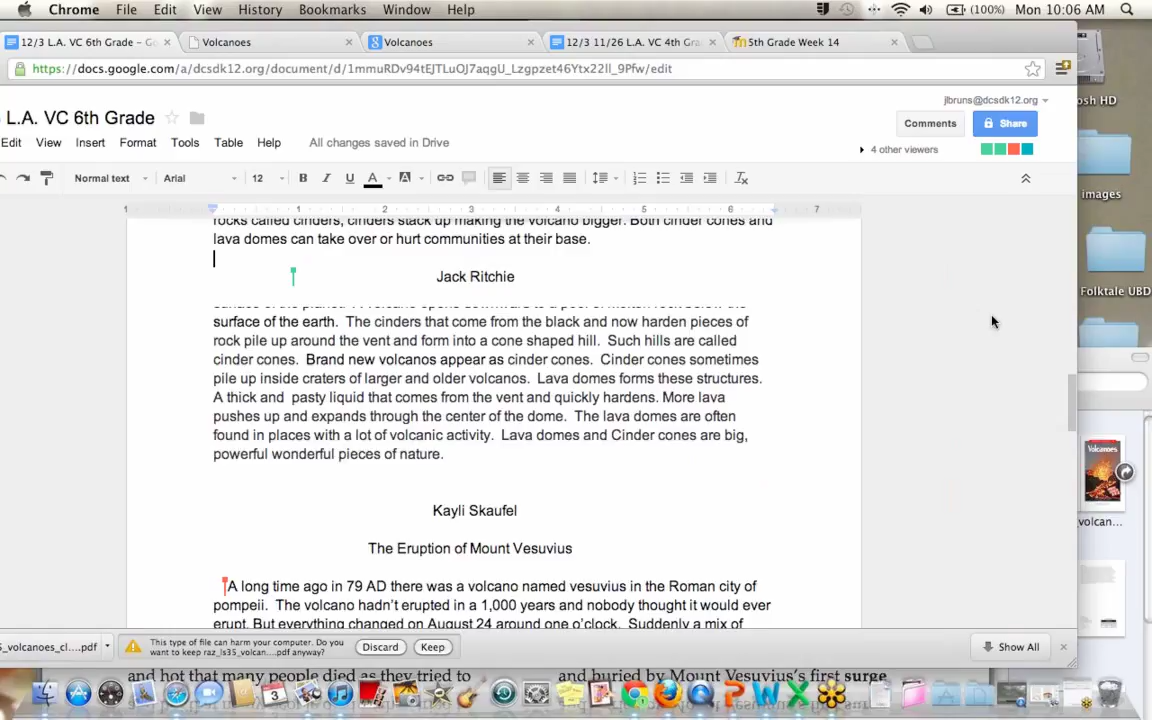 Chrome File Edit View History Bookmarks Window Help (100%) Mon 10:06 AM
12/3 L.A. VC 6th Grade – Go Volcanoes Volcanoes 12/3 11/26 L.A. VC 4th Gra 5th Grade Week 14
https://docs.google.com/a/dcsdk12.org/document/d/1mmuRDv94tEJTLuOJ7aqgU_Lzgpzet46Ytx22ll_9Pfw/edit
osh HD
jlbruns@dcsdk12.org
L.A. VC 6th Grade
Comments Share
Edit View Insert Format Tools Table Help All changes saved in Drive
4 other viewers
Normal text Arial 12 B I U A A
images
1 1 2 3 4 5 6 7
rocks called cinders, cinders stack up making the volcano bigger. Both cinder cones and
lava domes can take over or hurt communities at their base.
Jack Ritchie
Folktale UBD
surface of the earth. The cinders that come from the black and now harden pieces of
rock pile up around the vent and form into a cone shaped hill. Such hills are called
cinder cones. Brand new volcanos appear as cinder cones. Cinder cones sometimes
pile up inside craters of larger and older volcanos. Lava domes forms these structures.
A thick and pasty liquid that comes from the vent and quickly hardens. More lava
pushes up and expands through the center of the dome. The lava domes are often
found in places with a lot of volcanic activity. Lava domes and Cinder cones are big,
powerful wonderful pieces of nature.
Volcanoes
volcan...
Kayli Skaufel
The Eruption of Mount Vesuvius
A long time ago in 79 AD there was a volcano named vesuvius in the Roman city of
pompeii. The volcano hadn't erupted in a 1,000 years and nobody thought it would ever
erupt. But everything changed on August 24 around one o'clock. Suddenly a mix of
5_volcanoes_cl....pdf
This type of file can harm your computer. Do you
want to keep raz_ls35_volcan....pdf anyway?
Discard Keep Show All
and hot that many people died as they tried to
and buried by Mount Vesuvius's first surge